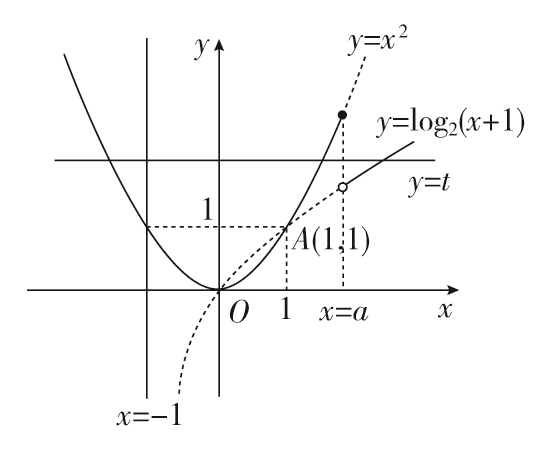 y
y=x²
y=log₂(x+1)
y=t
1
A(1,1)
O
1
x=a
x
x=−1